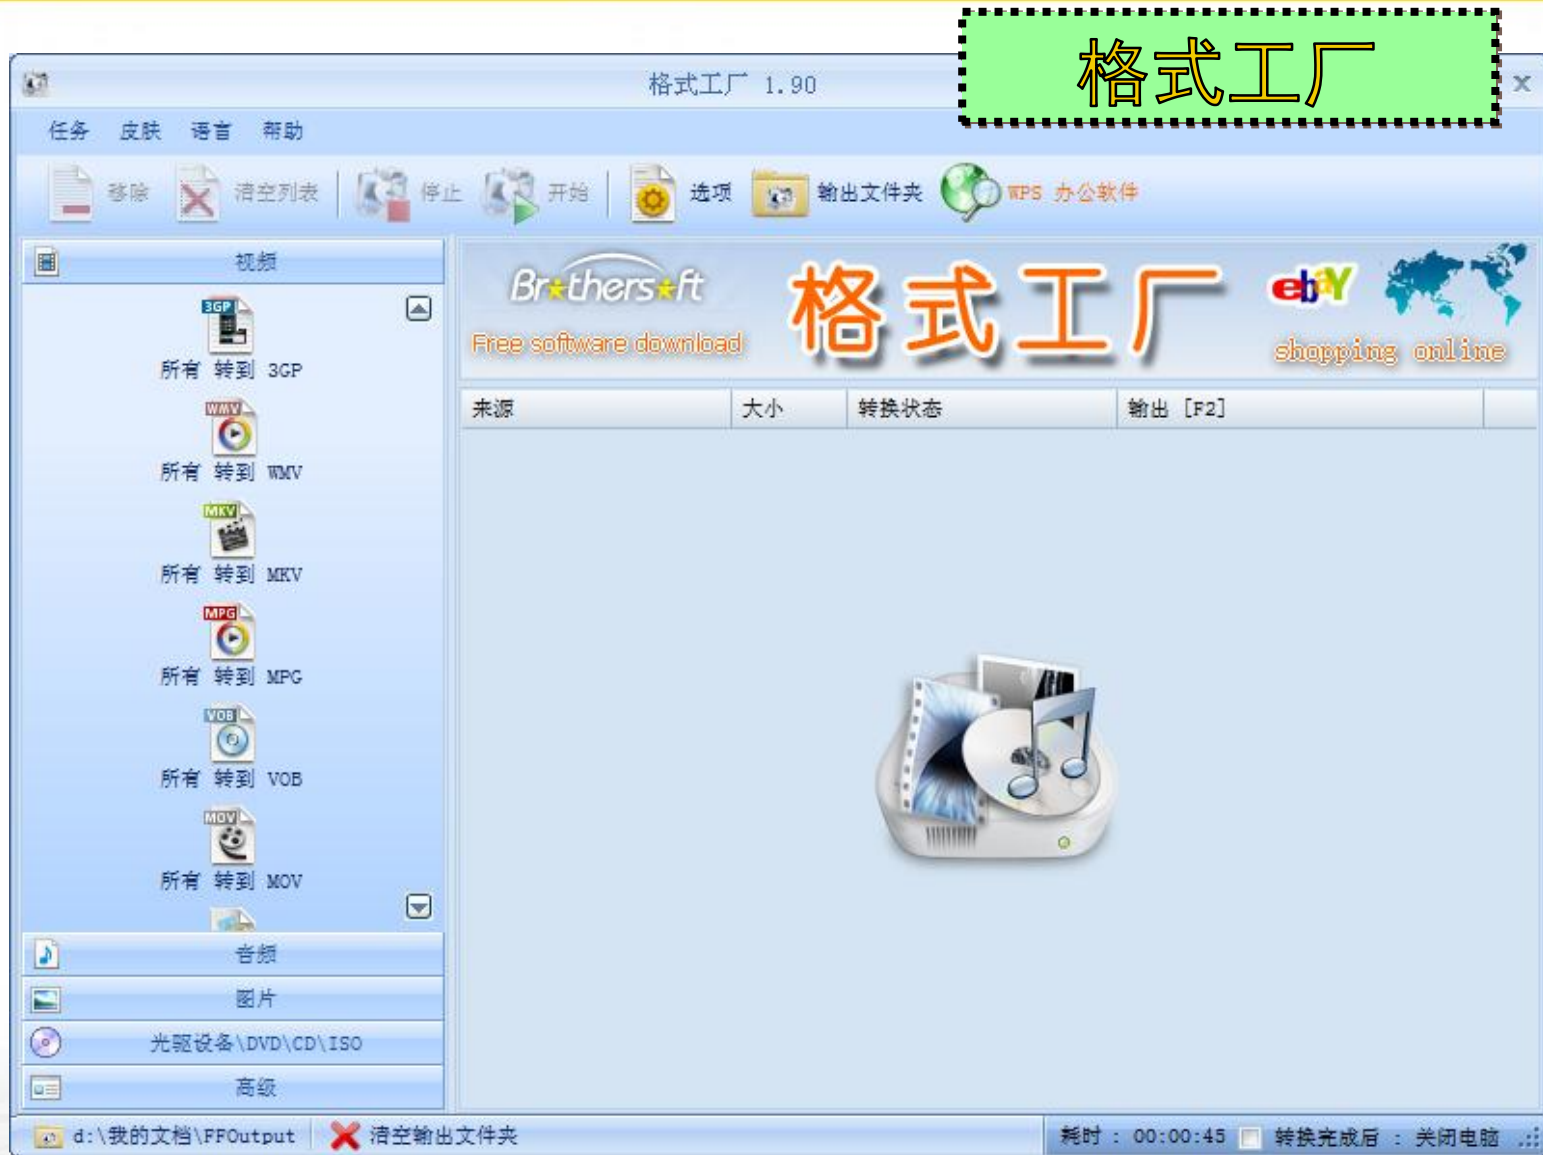 格式工厂
格式工厂 1.90
任务 皮肤 语言 帮助
移除 清空列表 停止 开始 选项 输出文件夹 WPS 办公软件
视频
3GP
所有 转到 3GP
WMV
所有 转到 WMV
MKV
所有 转到 MKV
MPG
所有 转到 MPG
VOB
所有 转到 VOB
MOV
所有 转到 MOV
音频
图片
光驱设备\DVD\CD\ISO
高级
Brothersoft
Free software download
格式工厂
ebay
shopping online
来源 大小 转换状态 输出 [F2]
d:\我的文档\FFOutput 清空输出文件夹 耗时 : 00:00:45 转换完成后 : 关闭电脑